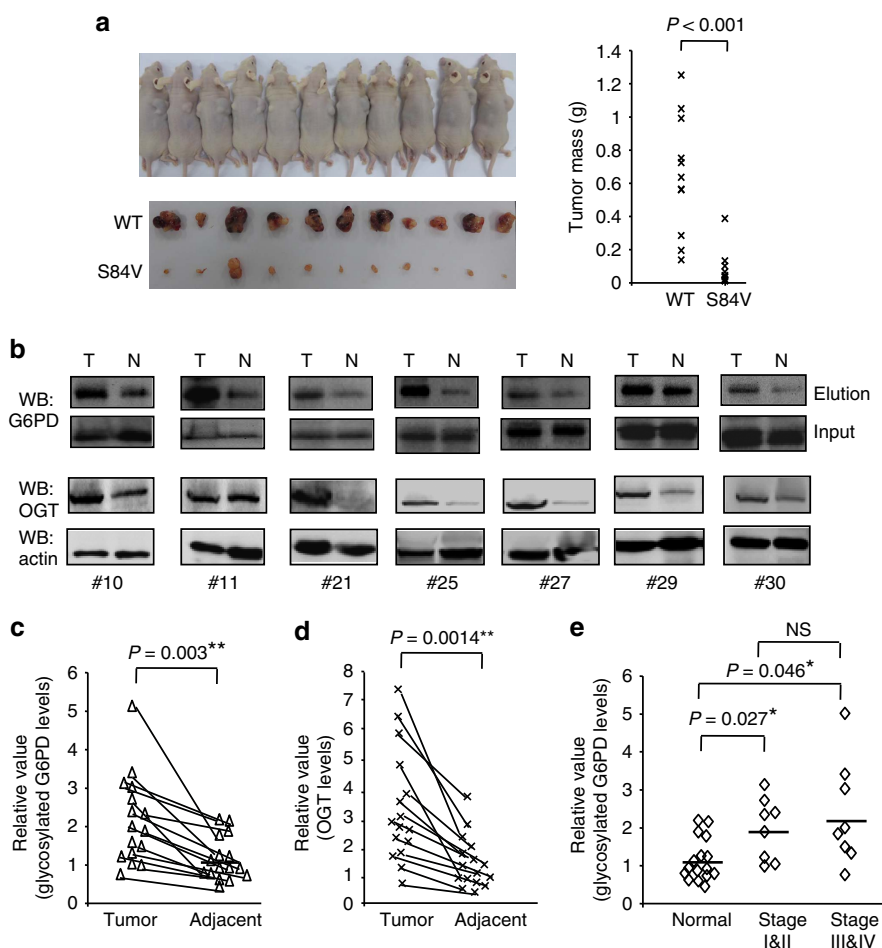 a
P < 0.001
1.4
1.2
1
0.8
0.6
0.4
0.2
0
Tumor mass (g)
WT
S84V
WT S84V
b
T N T N T N T N T N T N T N
WB:
G6PD
Elution
Input
WB:
OGT
WB:
actin
#10 #11 #21 #25 #27 #29 #30
c
P = 0.003**
6
5
4
3
2
1
0
Relative value
(glycosylated G6PD levels)
Tumor Adjacent
d
P = 0.0014**
8
7
6
5
4
3
2
1
0
Relative value
(OGT levels)
Tumor Adjacent
e
NS
P = 0.046*
P = 0.027*
6
5
4
3
2
1
0
Relative value
(glycosylated G6PD levels)
Normal
Stage
I&II
Stage
III&IV